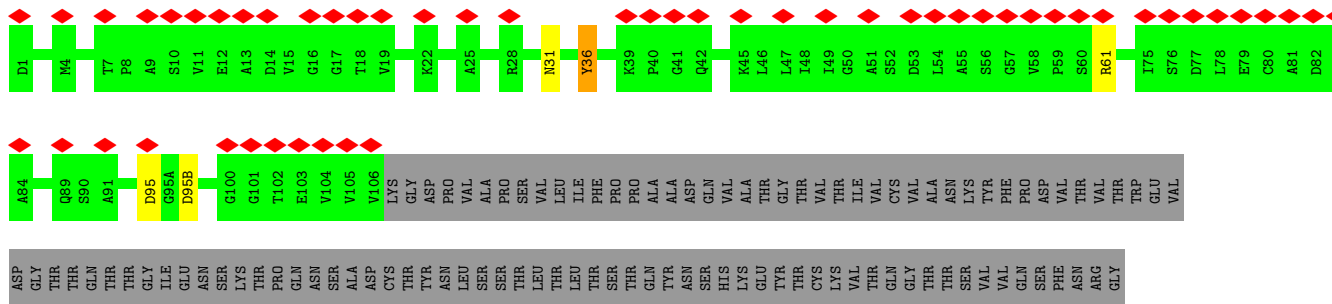 D1 M4 T7 P8 A9 S10 V11 E12 A13 D14 V15 G16 G17 T18 V19 K22 A25 R28 N31 Y36 K39 P40 G41 Q42 K45 L46 L47 I48 I49 G50 A51 S52 D53 L54 A55 S56 G57 V58 P59 S60 R61 I75 S76 D77 L78 E79 C80 A81 D82
A84 Q89 S90 A91 D95 G95A D95B G100 G101 T102 E103 V104 V105 V106 LYS GLY ASP PRO VAL ALA PRO SER VAL LEU ILE PHE PRO PRO ALA ALA ASP GLN VAL ALA THR GLY THR VAL THR ILE VAL CYS VAL ALA ASN LYS TYR PHE PRO ASP VAL THR VAL THR TRP GLU VAL
ASP GLY THR THR GLN THR THR GLY ILE GLU ASN SER LYS THR PRO GLN ASN SER ALA ASP CYS THR TYR ASN LEU SER SER THR LEU THR LEU THR SER THR GLN TYR ASN SER HIS LYS GLU TYR THR CYS LYS VAL THR GLN GLY THR THR SER VAL VAL GLN SER PHE ASN ARG GLY